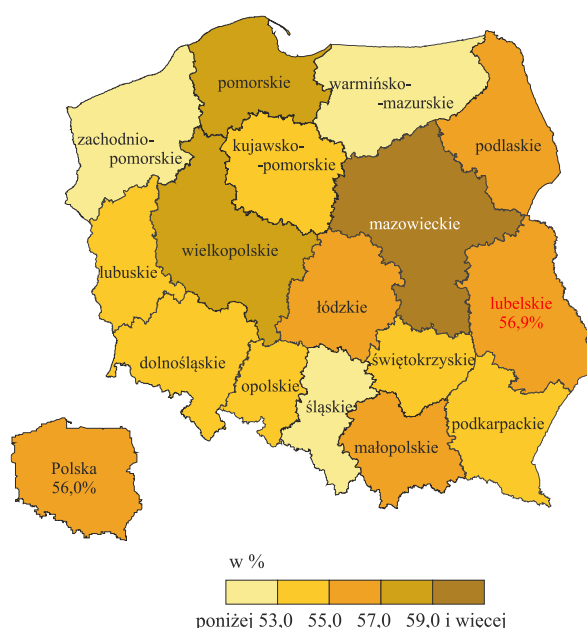 pomorskie
warmińsko-
-mazurskie
zachodnio-
pomorskie
kujawsko-
-pomorskie
podlaskie
mazowieckie
wielkopolskie
lubuskie
łódzkie
lubelskie
56,9%
dolnośląskie
świętokrzyskie
opolskie
śląskie
podkarpackie
małopolskie
Polska
56,0%
w %
poniżej 53,0 55,0 57,0 59,0 i wiecej